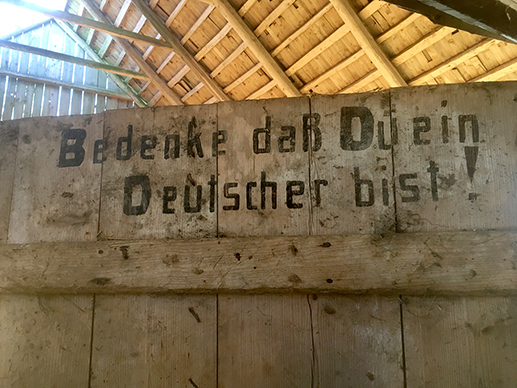 Bedenke daß Du ein
Deutscher bist!